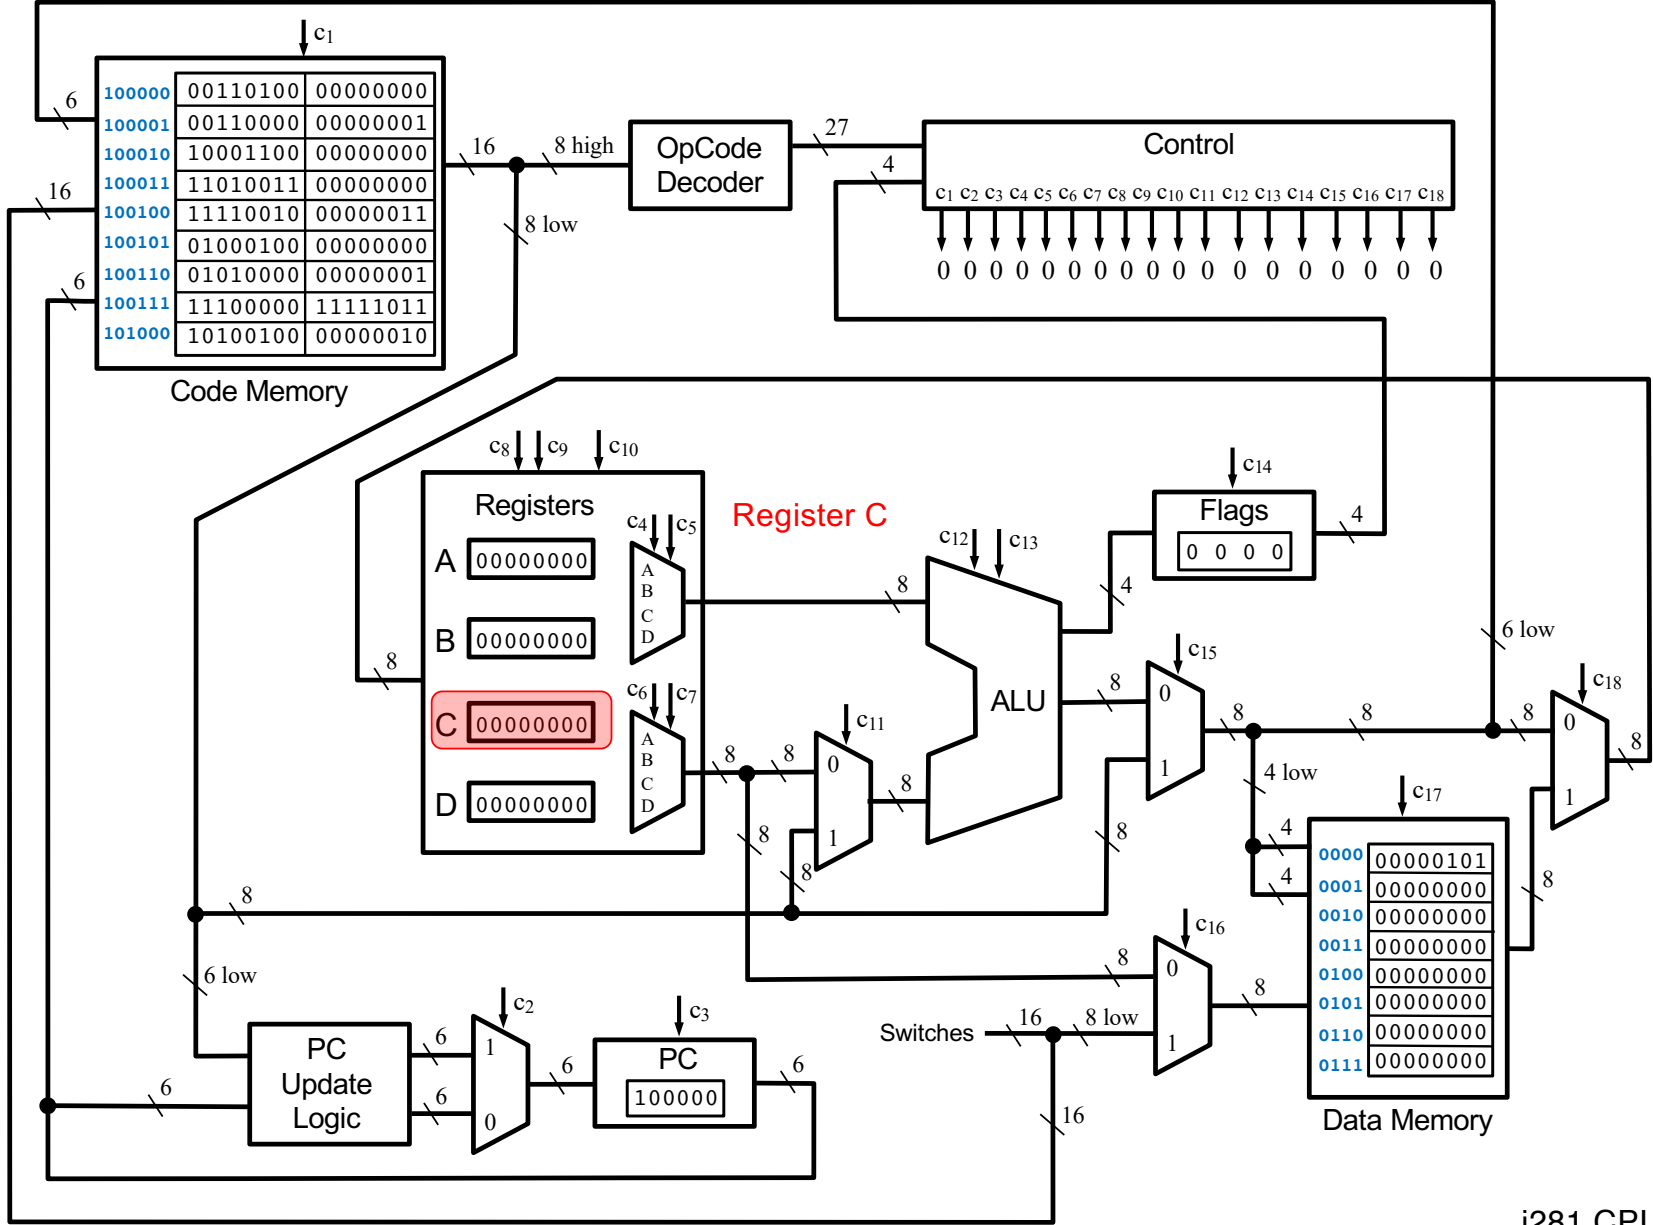 c1
Code Memory
100000 00110100 00000000
100001 00110000 00000001
100010 10001100 00000000
100011 11010011 00000000
100100 11110010 00000011
100101 01000100 00000000
100110 01010000 00000001
100111 11100000 11111011
101000 10100100 00000010
6
16
6
16
8 high
8 low
OpCode
Decoder
27
4
Control
c1 c2 c3 c4 c5 c6 c7 c8 c9 c10 c11 c12 c13 c14 c15 c16 c17 c18
0 0 0 0 0 0 0 0 0 0 0 0 0 0 0 0 0 0
c8 c9 c10
Registers
A 00000000
B 00000000
C 00000000
D 00000000
c4 c5
A
B
C
D
c6 c7
A
B
C
D
8
Register C
8
8
8
8
c11
0
1
8
8
8
c12 c13
ALU
4
c14
Flags
0 0 0 0
4
8
c15
0
1
8
8
8
4 low
4
4
6 low
8
c18
0
1
8
8
c17
0000 00000101
0001 00000000
0010 00000000
0011 00000000
0100 00000000
0101 00000000
0110 00000000
0111 00000000
Data Memory
8
c16
0
1
8
8
Switches
16
8 low
16
6 low
PC
Update
Logic
6
6
6
c2
1
0
6
c3
PC
100000
6
i281 CPU